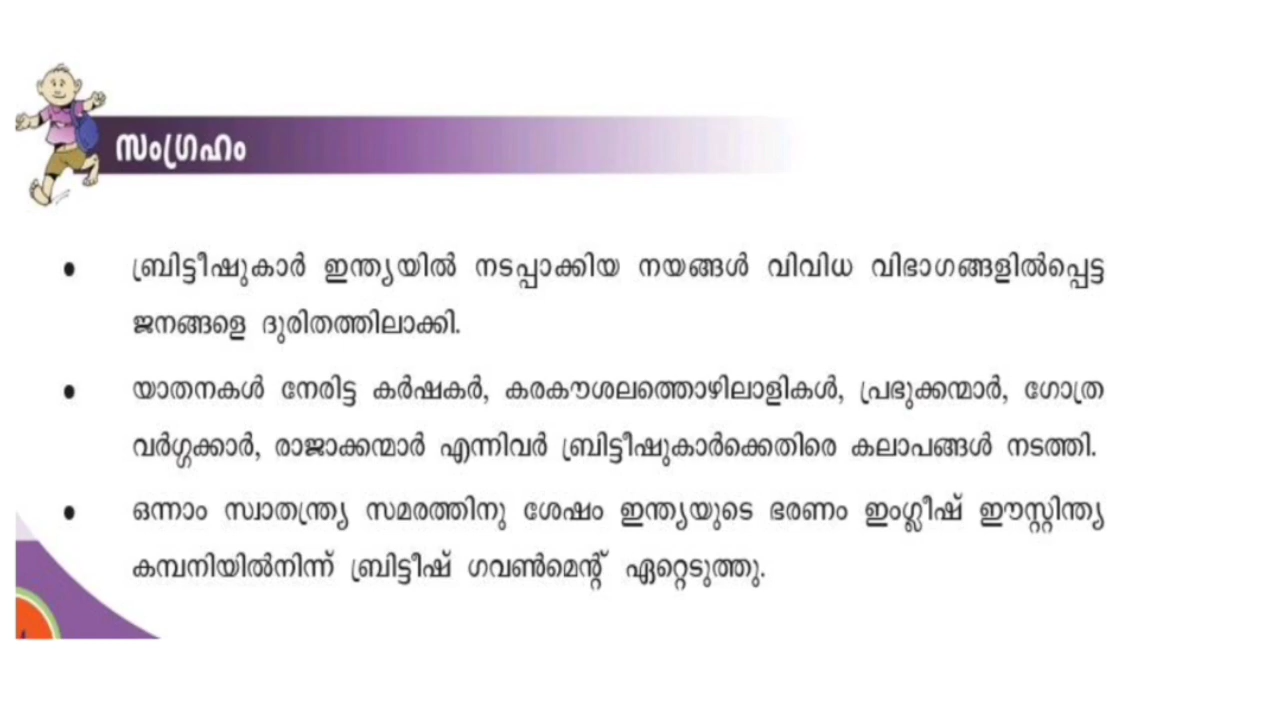 സംഗ്രഹം
• ബ്രിട്ടീഷുകാർ ഇന്ത്യയിൽ നടപ്പാക്കിയ നയങ്ങൾ വിവിധ വിഭാഗങ്ങളിൽപ്പെട്ട
ജനങ്ങളെ ദുരിതത്തിലാക്കി.
• യാതനകൾ നേരിട്ട കർഷകർ, കരകൗശലത്തൊഴിലാളികൾ, പ്രഭുക്കന്മാർ, ഗോത്ര
വർഗ്ഗക്കാർ, രാജാക്കന്മാർ എന്നിവർ ബ്രിട്ടീഷുകാർക്കെതിരെ കലാപങ്ങൾ നടത്തി.
• ഒന്നാം സ്വാതന്ത്ര്യ സമരത്തിനു ശേഷം ഇന്ത്യയുടെ ഭരണം ഇംഗ്ലീഷ് ഈസ്റ്റിന്ത്യ
കമ്പനിയിൽനിന്ന് ബ്രിട്ടീഷ് ഗവൺമെന്റ് ഏറ്റെടുത്തു.